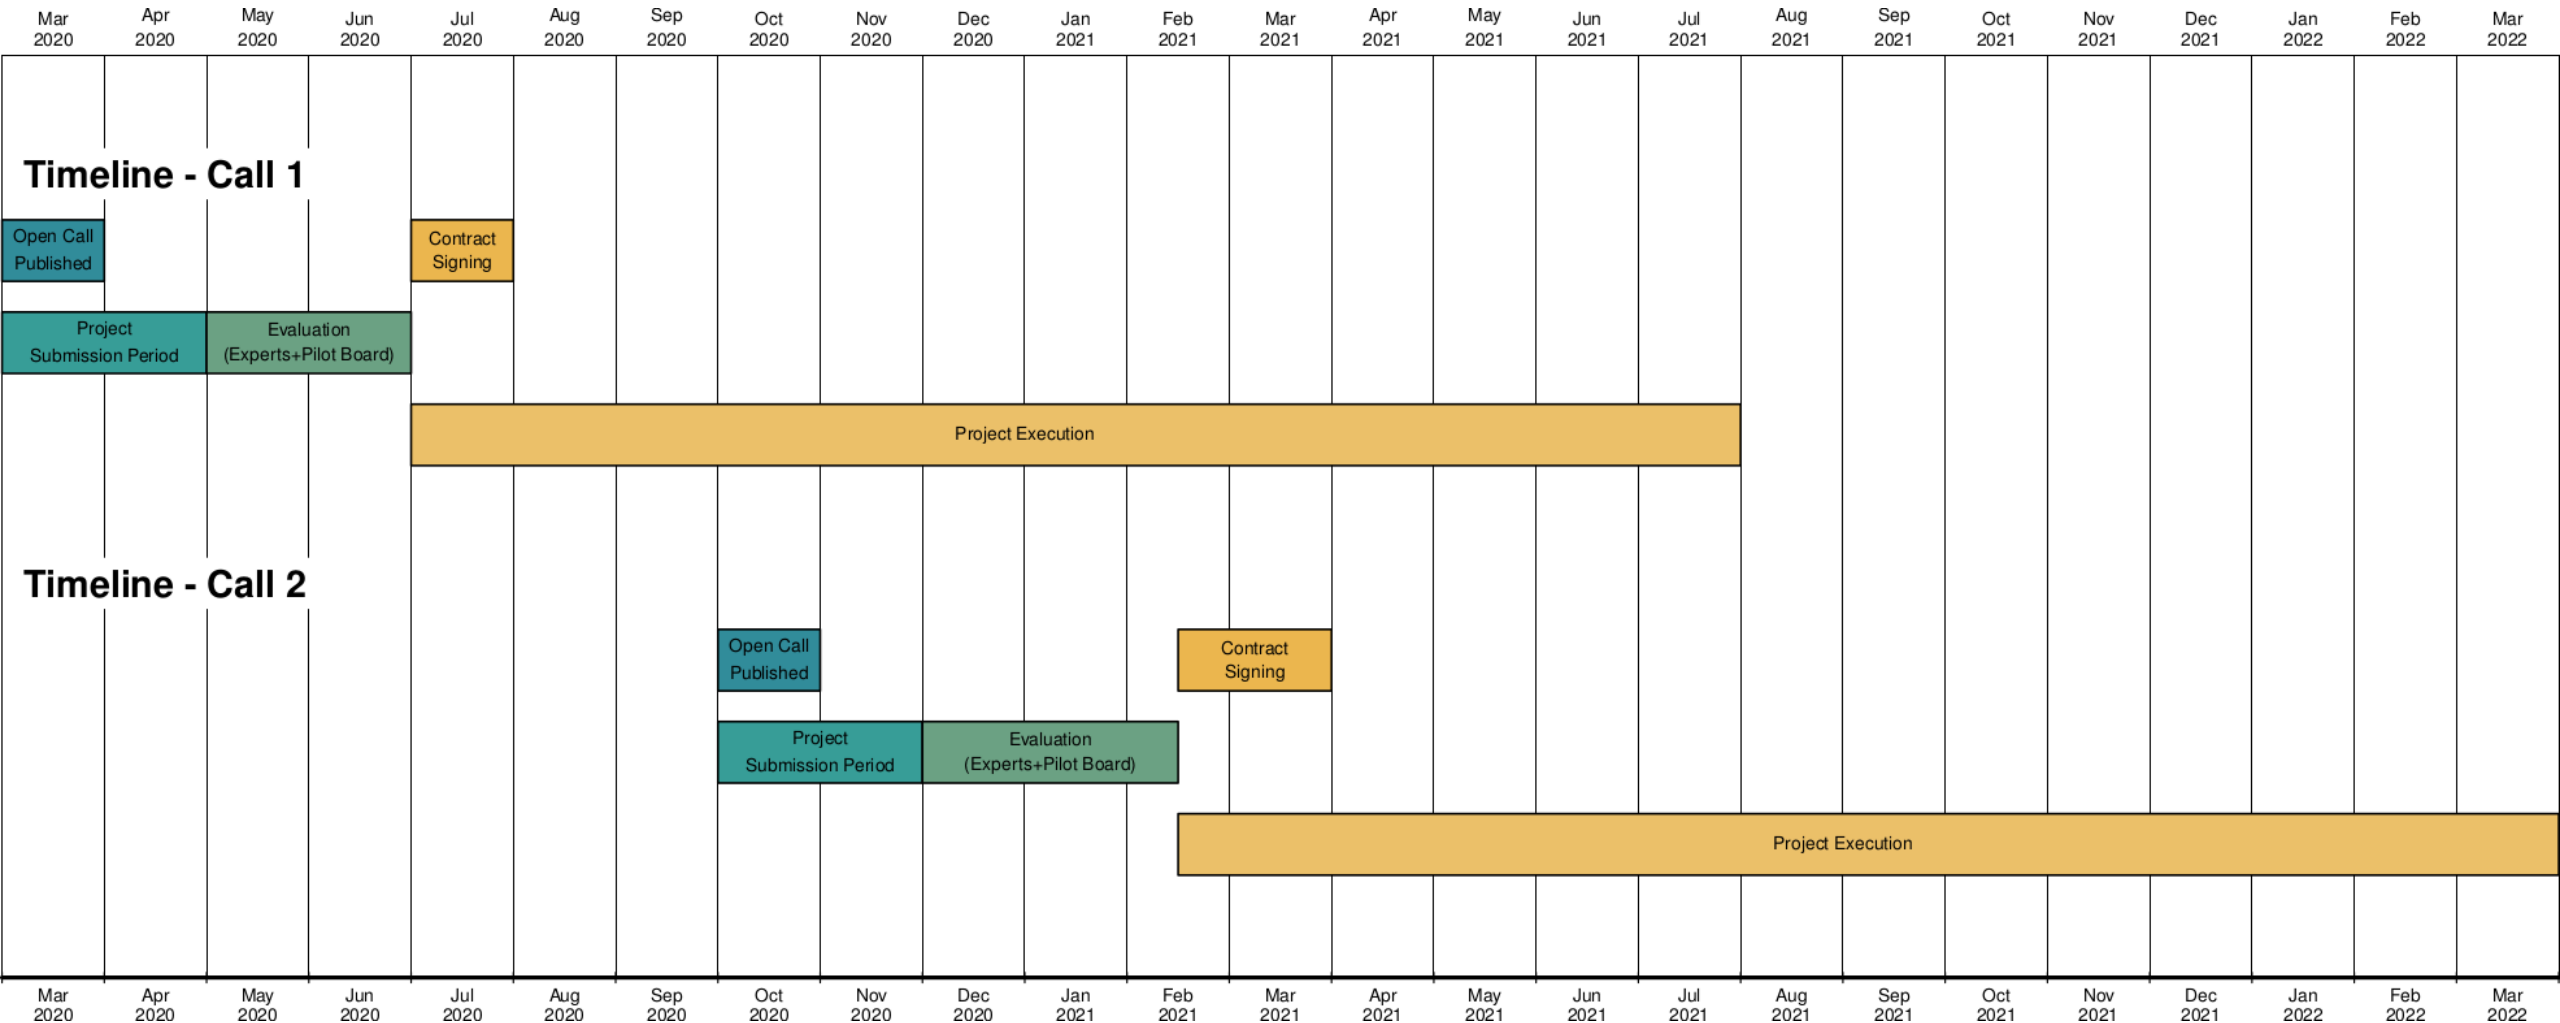 Mar Apr May Jun Jul Aug Sep Oct Nov Dec Jan Feb Mar Apr May Jun Jul Aug Sep Oct Nov Dec Jan Feb Mar
2020 2020 2020 2020 2020 2020 2020 2020 2020 2020 2021 2021 2021 2021 2021 2021 2021 2021 2021 2021 2021 2021 2022 2022 2022
Timeline - Call 1
Open Call
Published
Contract
Signing
Project
Submission Period
Evaluation
(Experts+Pilot Board)
Project Execution
Timeline - Call 2
Open Call
Published
Contract
Signing
Project
Submission Period
Evaluation
(Experts+Pilot Board)
Project Execution
Mar Apr May Jun Jul Aug Sep Oct Nov Dec Jan Feb Mar Apr May Jun Jul Aug Sep Oct Nov Dec Jan Feb Mar
2020 2020 2020 2020 2020 2020 2020 2020 2020 2020 2021 2021 2021 2021 2021 2021 2021 2021 2021 2021 2021 2021 2022 2022 2022